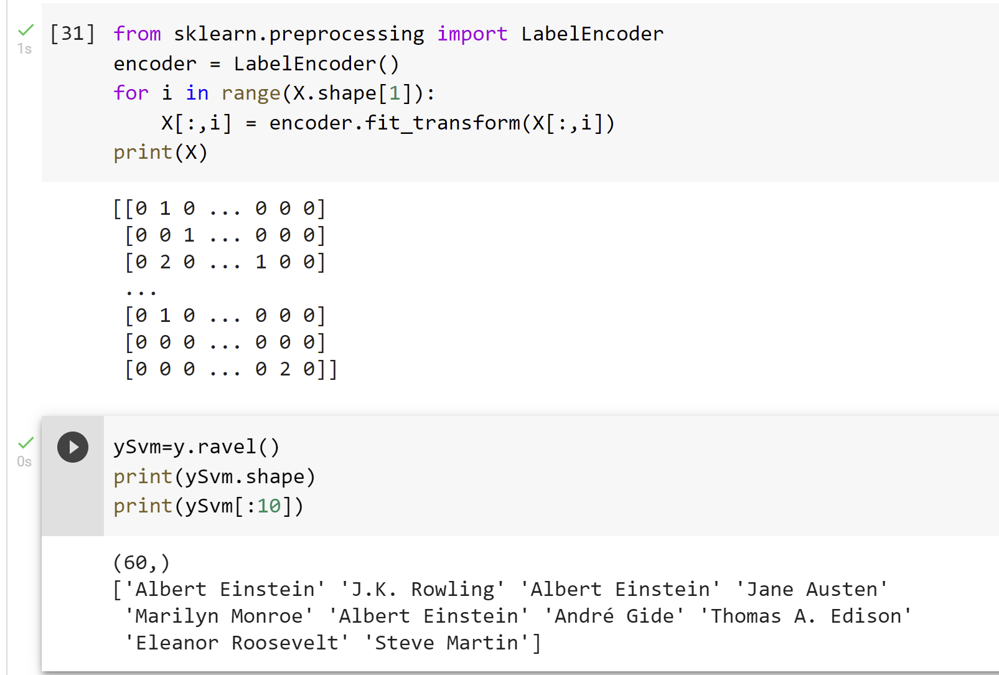 [31] from sklearn.preprocessing import LabelEncoder
1s
encoder = LabelEncoder()
for i in range(X.shape[1]):
    X[:,i] = encoder.fit_transform(X[:,i])
print(X)
[[0 1 0 ... 0 0 0]
 [0 0 1 ... 0 0 0]
 [0 2 0 ... 1 0 0]
 ...
 [0 1 0 ... 0 0 0]
 [0 0 0 ... 0 0 0]
 [0 0 0 ... 0 2 0]]
ySvm=y.ravel()
0s
print(ySvm.shape)
print(ySvm[:10])
(60,)
['Albert Einstein' 'J.K. Rowling' 'Albert Einstein' 'Jane Austen'
 'Marilyn Monroe' 'Albert Einstein' 'André Gide' 'Thomas A. Edison'
 'Eleanor Roosevelt' 'Steve Martin']